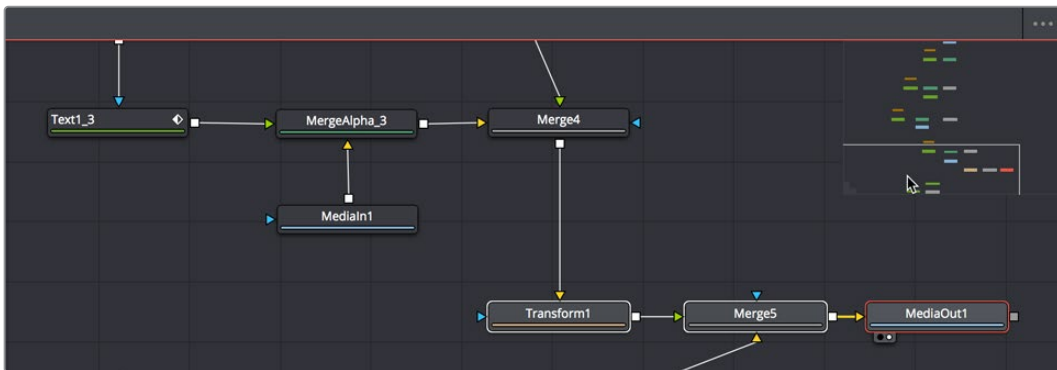 Text1_3
MergeAlpha_3
Merge4
MediaIn1
Transform1
Merge5
MediaOut1